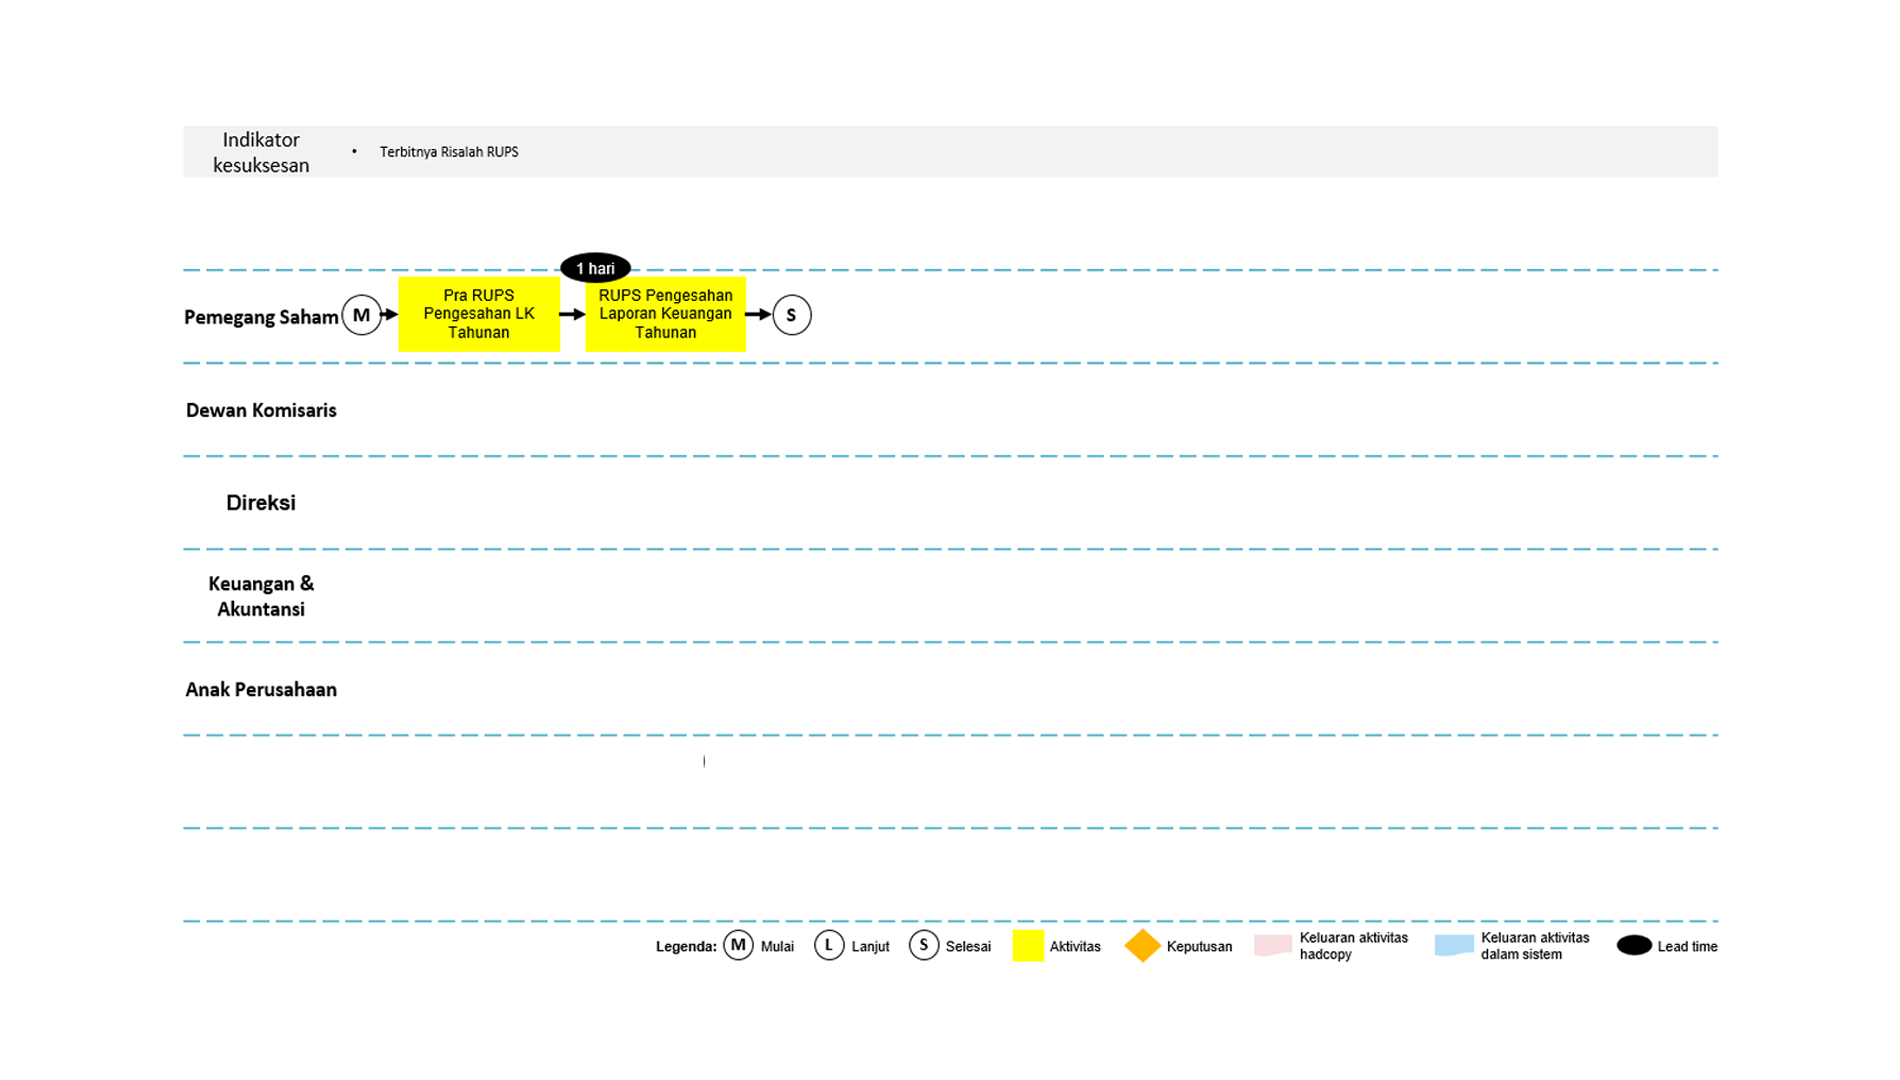 Indikator
kesuksesan
• Terbitnya Risalah RUPS
1 hari
Pemegang Saham
M
Pra RUPS
Pengesahan LK
Tahunan
RUPS Pengesahan
Laporan Keuangan
Tahunan
S
Dewan Komisaris
Direksi
Keuangan &
Akuntansi
Anak Perusahaan
Legenda: M Mulai L Lanjut S Selesai Aktivitas Keputusan
Keluaran aktivitas
hadcopy
Keluaran aktivitas
dalam sistem
Lead time